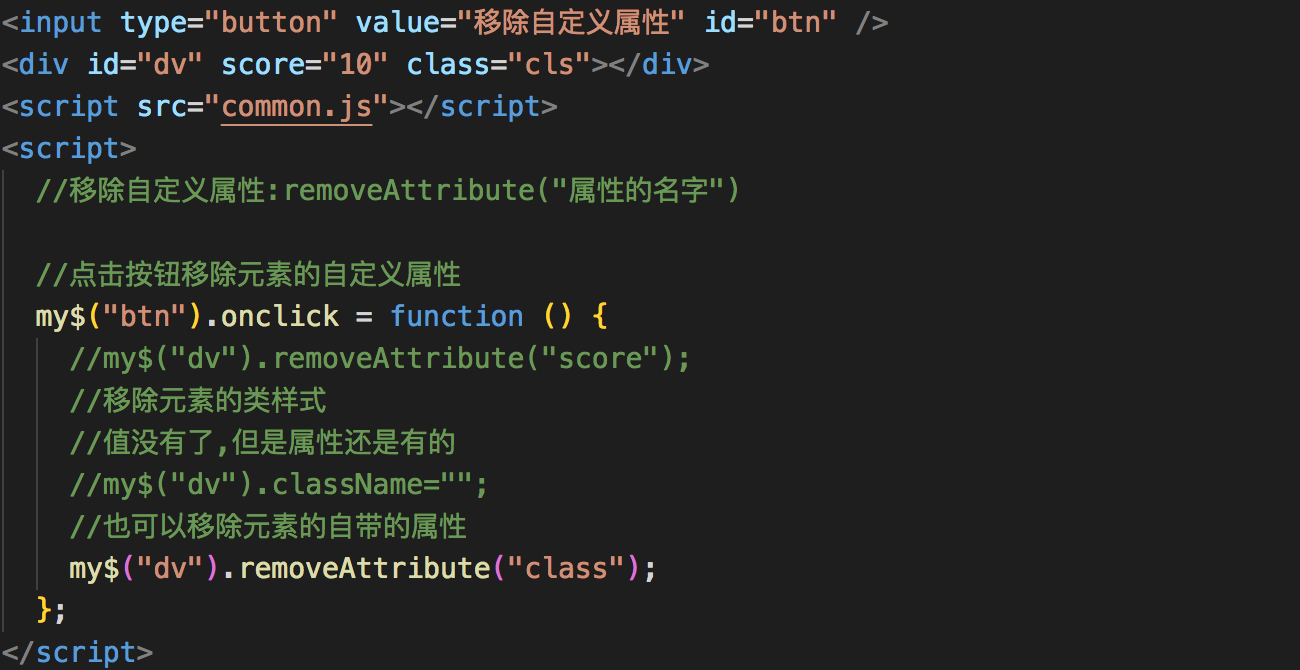 <input type="button" value="移除自定义属性" id="btn" />
<div id="dv" score="10" class="cls"></div>
<script src="common.js"></script>
<script>
  //移除自定义属性:removeAttribute("属性的名字")

  //点击按钮移除元素的自定义属性
  my$("btn").onclick = function () {
    //my$("dv").removeAttribute("score");
    //移除元素的类样式
    //值没有了,但是属性还是有的
    //my$("dv").className="";
    //也可以移除元素的自带的属性
    my$("dv").removeAttribute("class");
  };
</script>